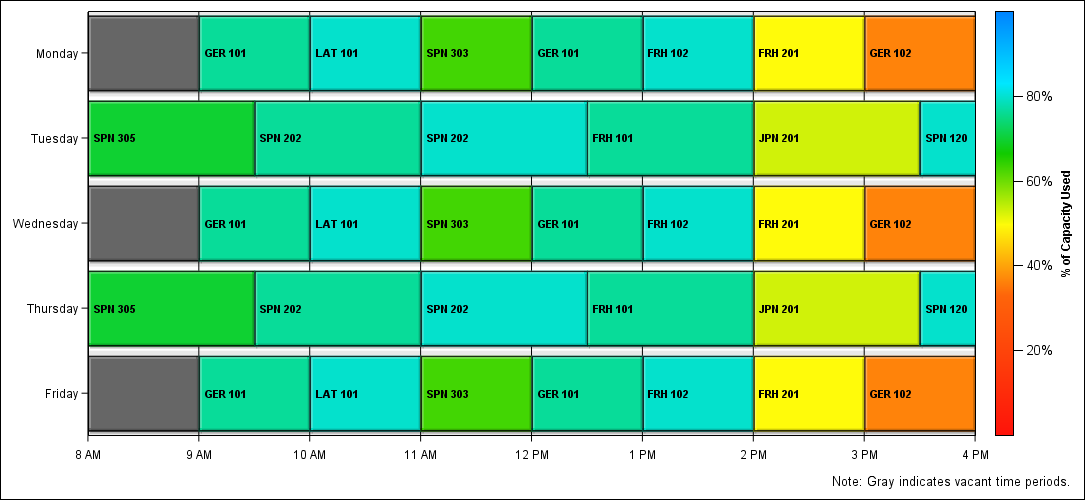 Monday
GER 101
LAT 101
SPN 303
GER 101
FRH 102
FRH 201
GER 102
Tuesday
SPN 305
SPN 202
SPN 202
FRH 101
JPN 201
SPN 120
Wednesday
GER 101
LAT 101
SPN 303
GER 101
FRH 102
FRH 201
GER 102
Thursday
SPN 305
SPN 202
SPN 202
FRH 101
JPN 201
SPN 120
Friday
GER 101
LAT 101
SPN 303
GER 101
FRH 102
FRH 201
GER 102
8 AM
9 AM
10 AM
11 AM
12 PM
1 PM
2 PM
3 PM
4 PM
80%
60%
40%
20%
% of Capacity Used
Note: Gray indicates vacant time periods.